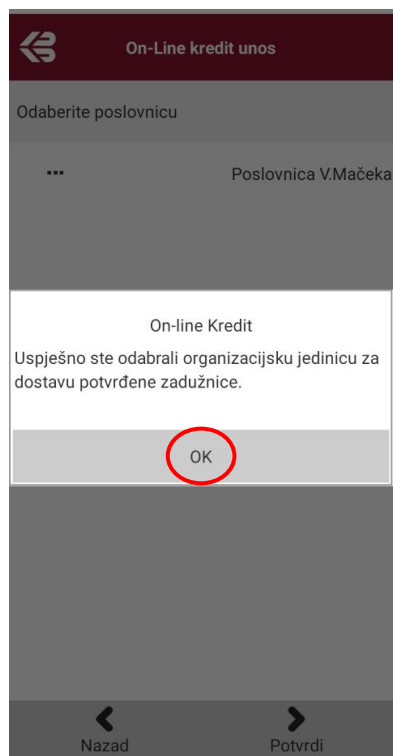 On-Line kredit unos
Odaberite poslovnicu
... Poslovnica V.Mačeka
On-line Kredit
Uspješno ste odabrali organizacijsku jedinicu za
dostavu potvrđene zadužnice.
OK
Nazad Potvrdi